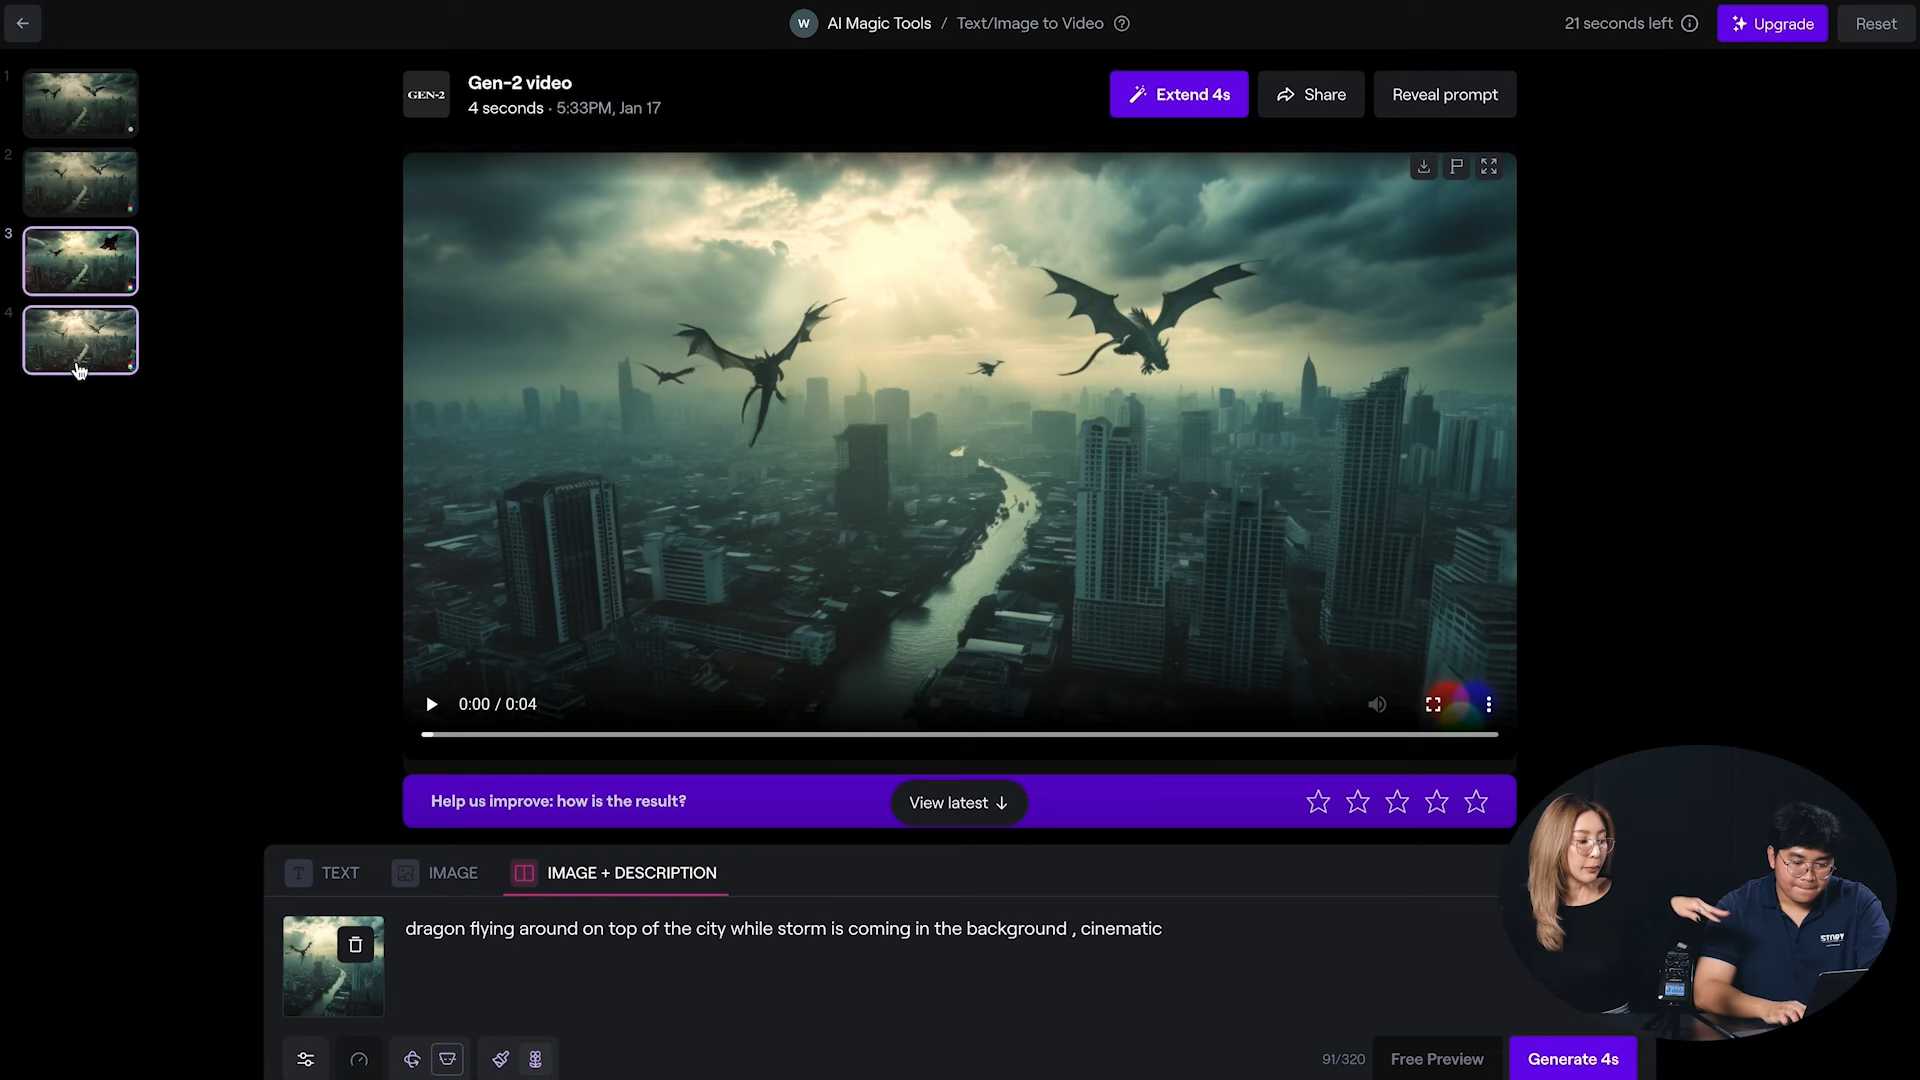 W AI Magic Tools / Text/Image to Video
21 seconds left
Upgrade
Reset
1
2
3
4
GEN-2
Gen-2 video
4 seconds · 5:33PM, Jan 17
Extend 4s
Share
Reveal prompt
0:00 / 0:04
Help us improve: how is the result?
View latest ↓
T TEXT
IMAGE
IMAGE + DESCRIPTION
dragon flying around on top of the city while storm is coming in the background , cinematic
STORY
91/320
Free Preview
Generate 4s